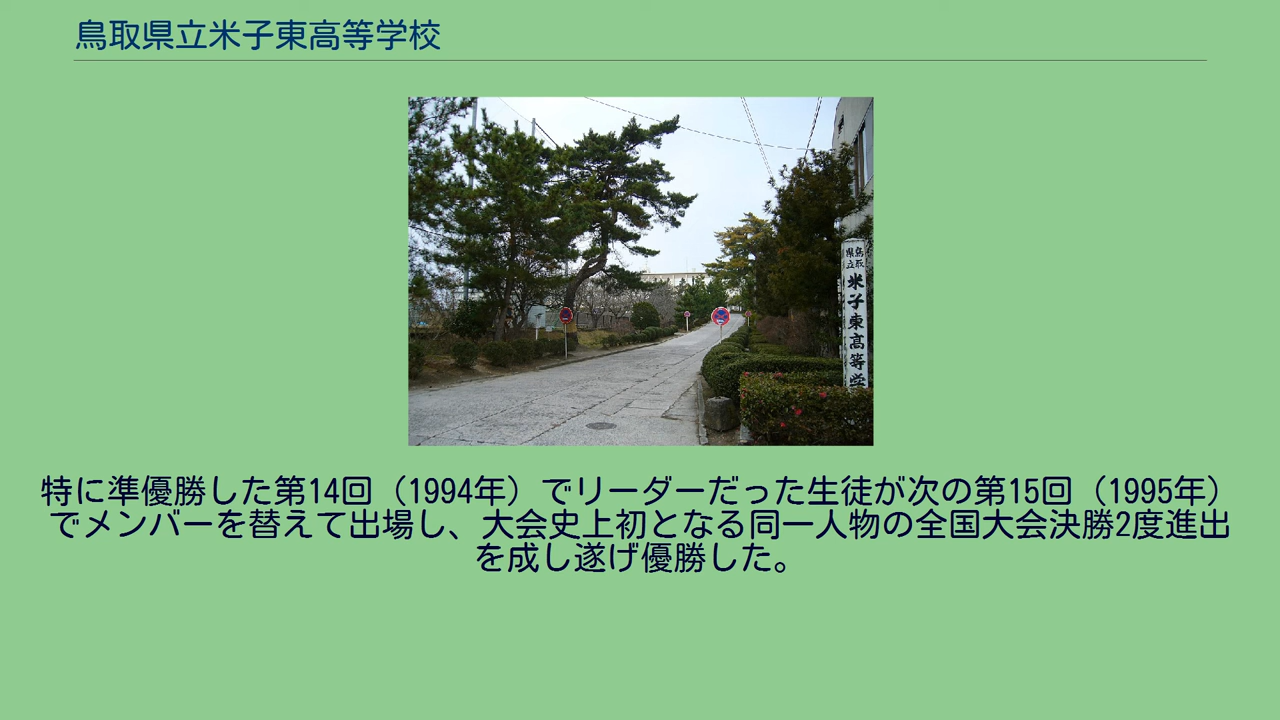 鳥取県立米子東高等学校
鳥取
県立
米子東高等学
特に準優勝した第14回（1994年）でリーダーだった生徒が次の第15回（1995年）
でメンバーを替えて出場し、大会史上初となる同一人物の全国大会決勝2度進出
を成し遂げ優勝した。